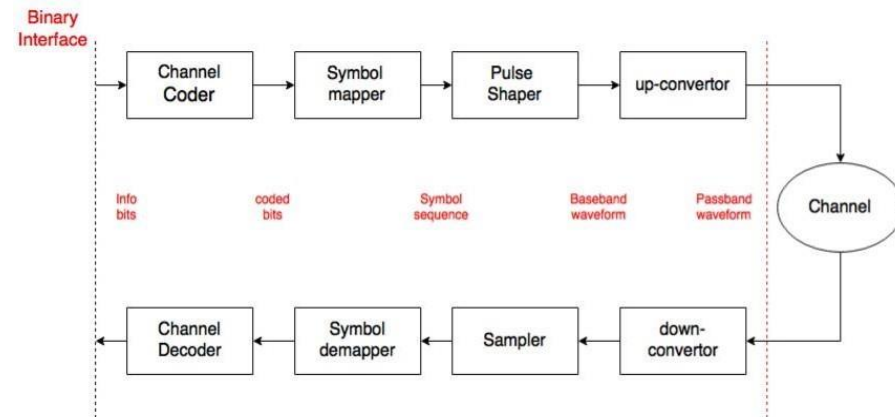 Binary
Interface
Channel
Coder
Symbol
mapper
Pulse
Shaper
up-convertor
Info
bits
coded
bits
Symbol
sequence
Baseband
waveform
Passband
waveform
Channel
Channel
Decoder
Symbol
demapper
Sampler
down-
convertor